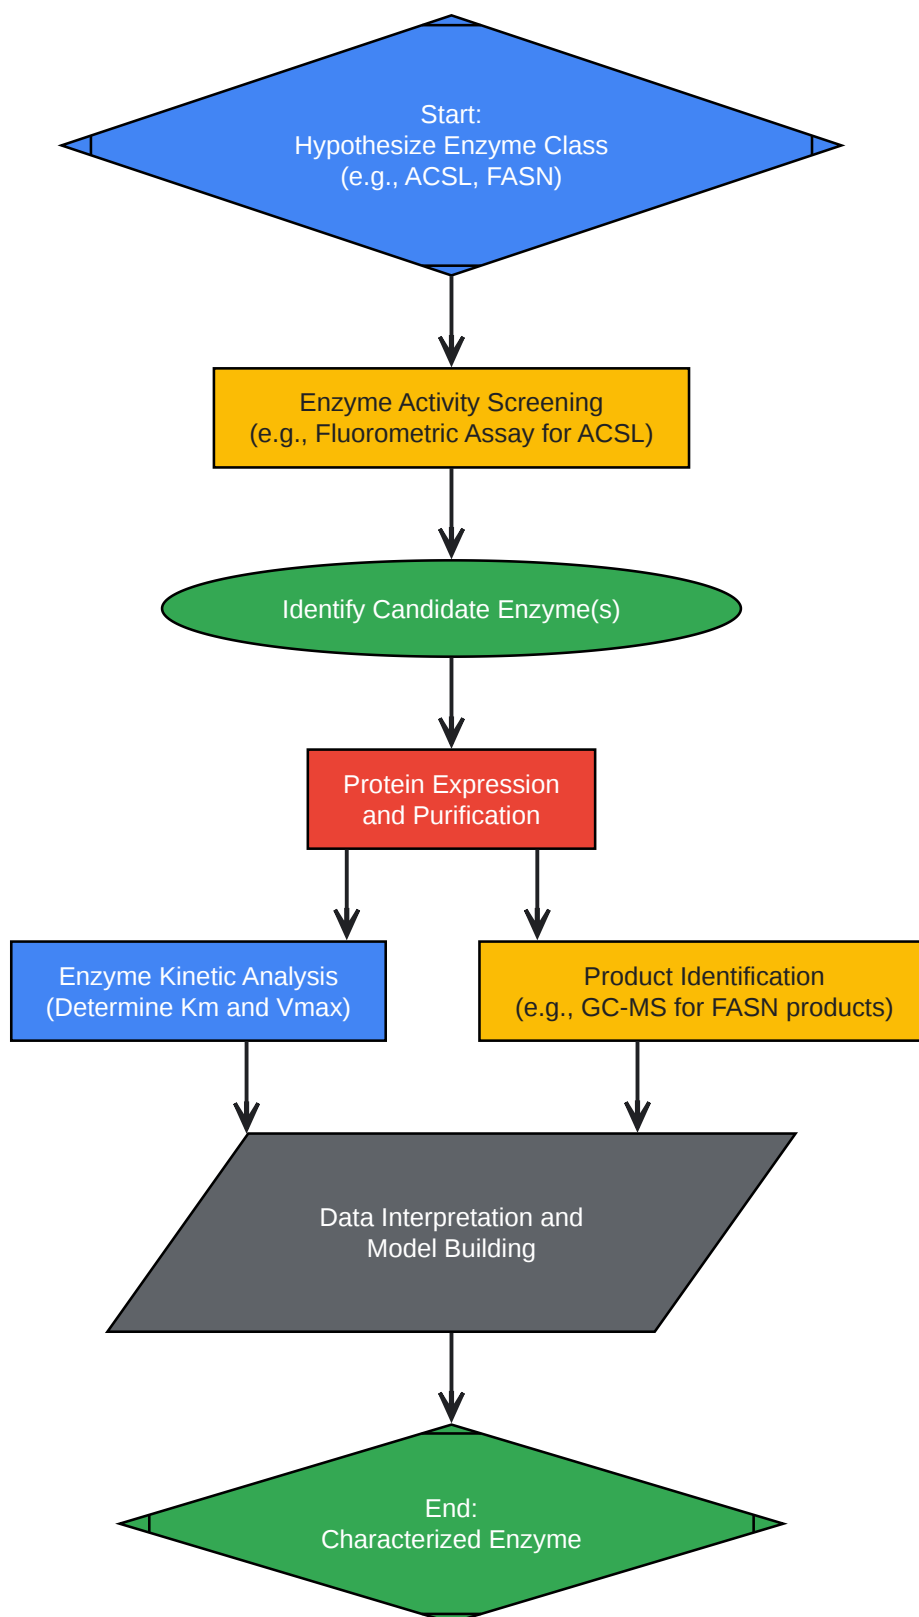 Start:
Hypothesize Enzyme Class
(e.g., ACSL, FASN)
Enzyme Activity Screening
(e.g., Fluorometric Assay for ACSL)
Identify Candidate Enzyme(s)
Protein Expression
and Purification
Enzyme Kinetic Analysis
(Determine Km and Vmax)
Product Identification
(e.g., GC-MS for FASN products)
Data Interpretation and
Model Building
End:
Characterized Enzyme